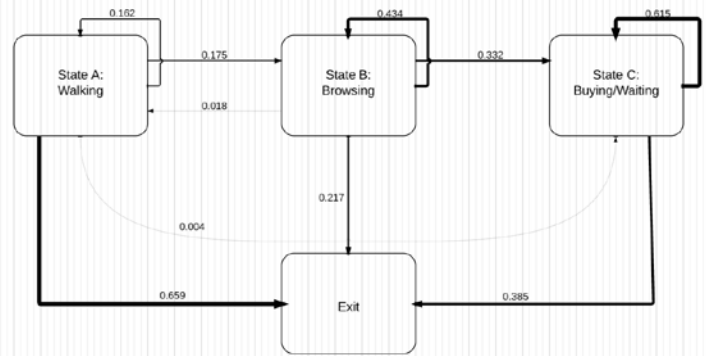 0.162
0.434
0.615
State A:
Walking
0.175
State B:
Browsing
0.332
State C:
Buying/Waiting
0.018
0.217
0.004
0.659
Exit
0.385